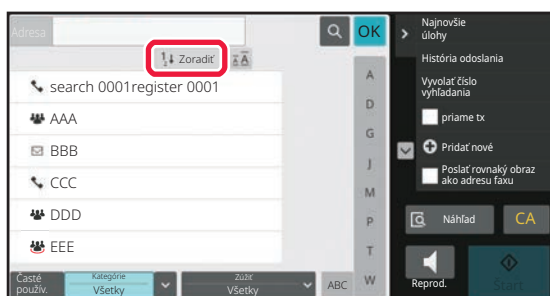 Adresa
OK
Zoradiť
search 0001register 0001
AAA
BBB
CCC
DDD
EEE
A
D
G
J
M
P
T
W
Časté
použív.
Kategórie
Všetky
Zúžiť
Všetky
ABC
Najnovšie
úlohy
História odoslania
Vyvolať číslo
vyhľadania
priame tx
Pridať nové
Poslať rovnaký obraz
ako adresu faxu
Náhľad
CA
Reprod.
Start